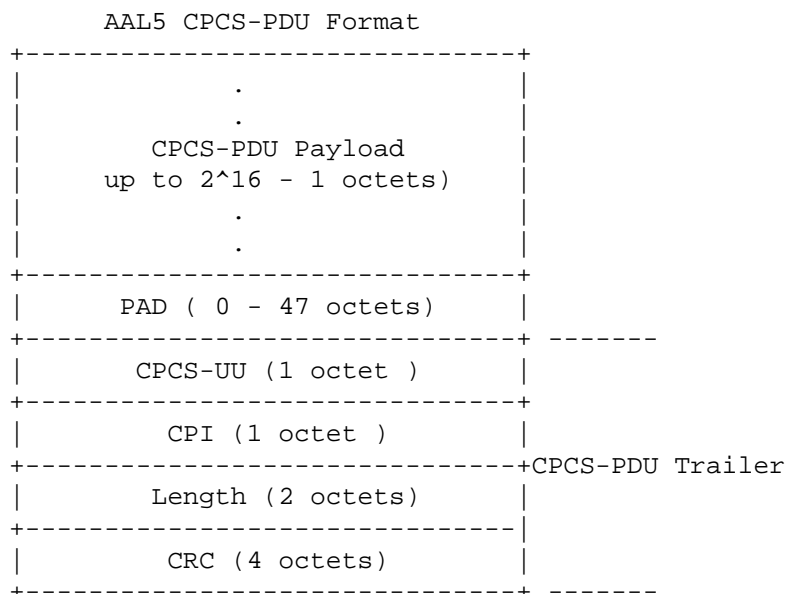 AAL5 CPCS-PDU Format
+-------------------------------+
| . |
| . |
| CPCS-PDU Payload |
| up to 2^16 - 1 octets) |
| . |
| . |
+-------------------------------+
| PAD ( 0 - 47 octets) |
+-------------------------------+ -------
| CPCS-UU (1 octet ) |
+-------------------------------+
| CPI (1 octet ) |
+-------------------------------+CPCS-PDU Trailer
| Length (2 octets) |
+-------------------------------|
| CRC (4 octets) |
+-------------------------------+ -------